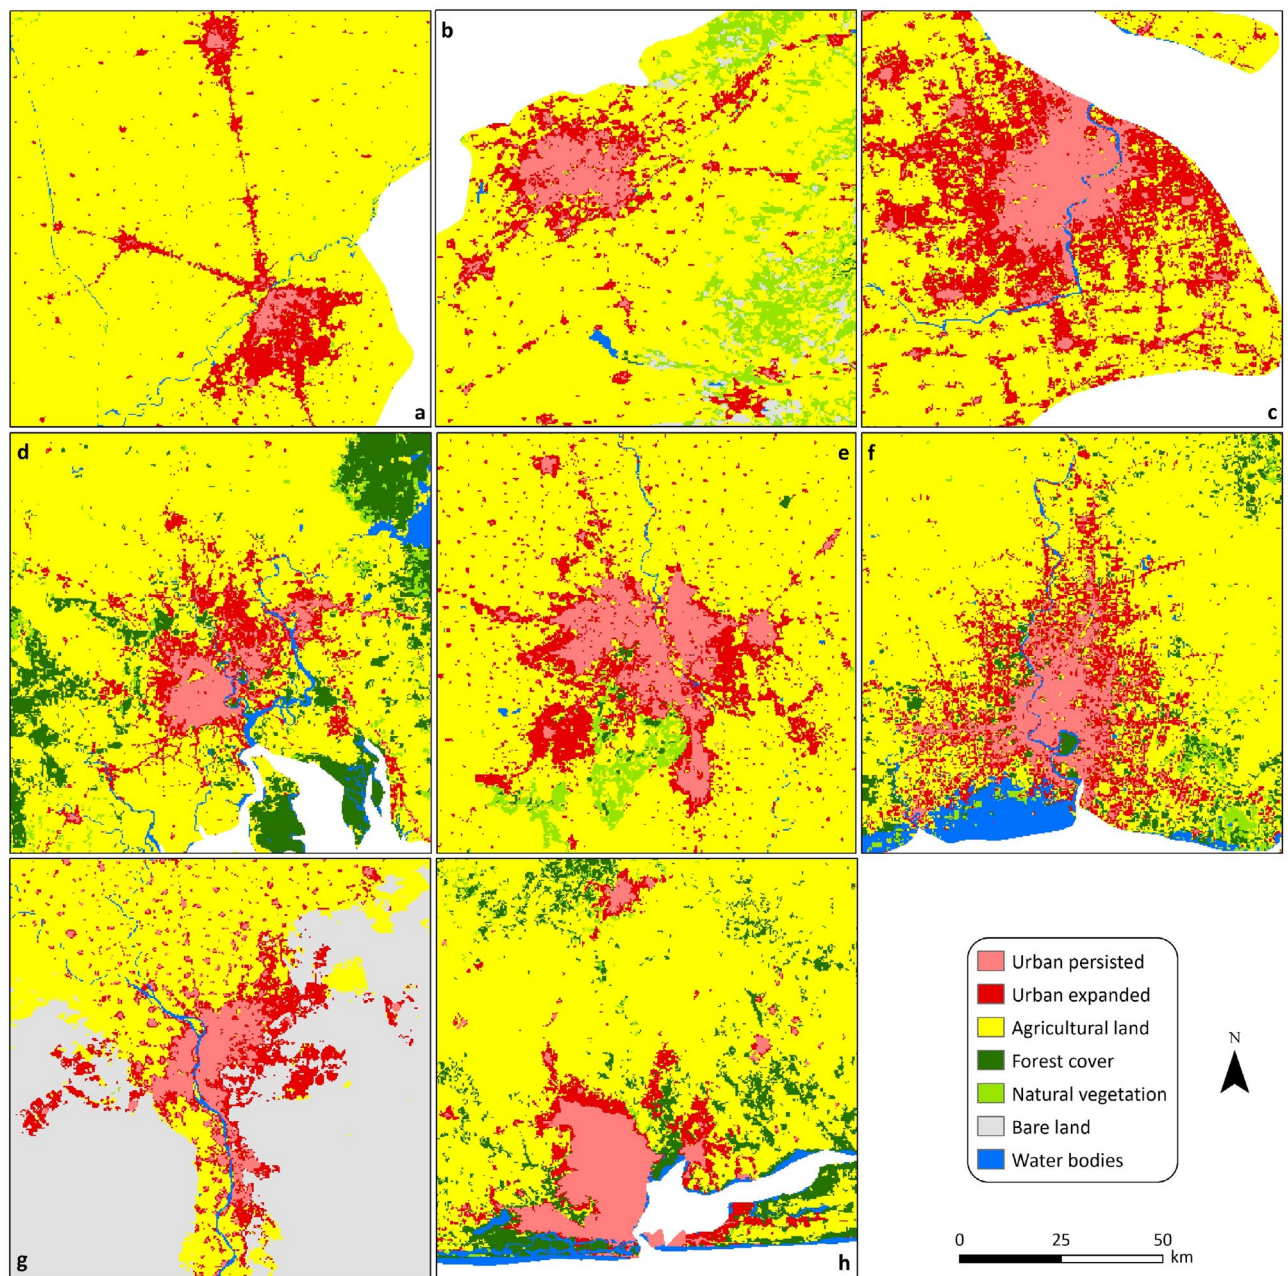 b
a
c
d
e
f
g
h
Urban persisted
Urban expanded
Agricultural land
Forest cover
Natural vegetation
Bare land
Water bodies
N
0 25 50
km